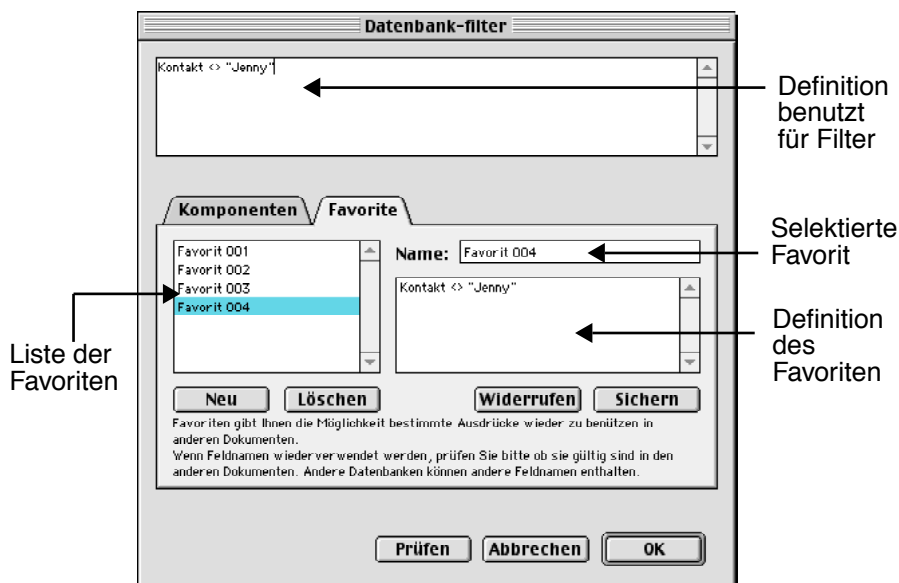 Datenbank-filter
Kontakt <> "Jenny"
Definition
benutzt
für Filter
Komponenten
Favorite
Favorit 001
Favorit 002
Favorit 003
Favorit 004
Name:
Favorit 004
Selektierte
Favorit
Kontakt <> "Jenny"
Definition
des
Favoriten
Liste der
Favoriten
Neu
Löschen
Widerrufen
Sichern
Favoriten gibt Ihnen die Möglichkeit bestimmte Ausdrücke wieder zu benützen in
anderen Dokumenten.
Wenn Feldnamen wiederverwendet werden, prüfen Sie bitte ob sie gültig sind in den
anderen Dokumenten. Andere Datenbanken können andere Feldnamen enthalten.
Prüfen
Abbrechen
OK